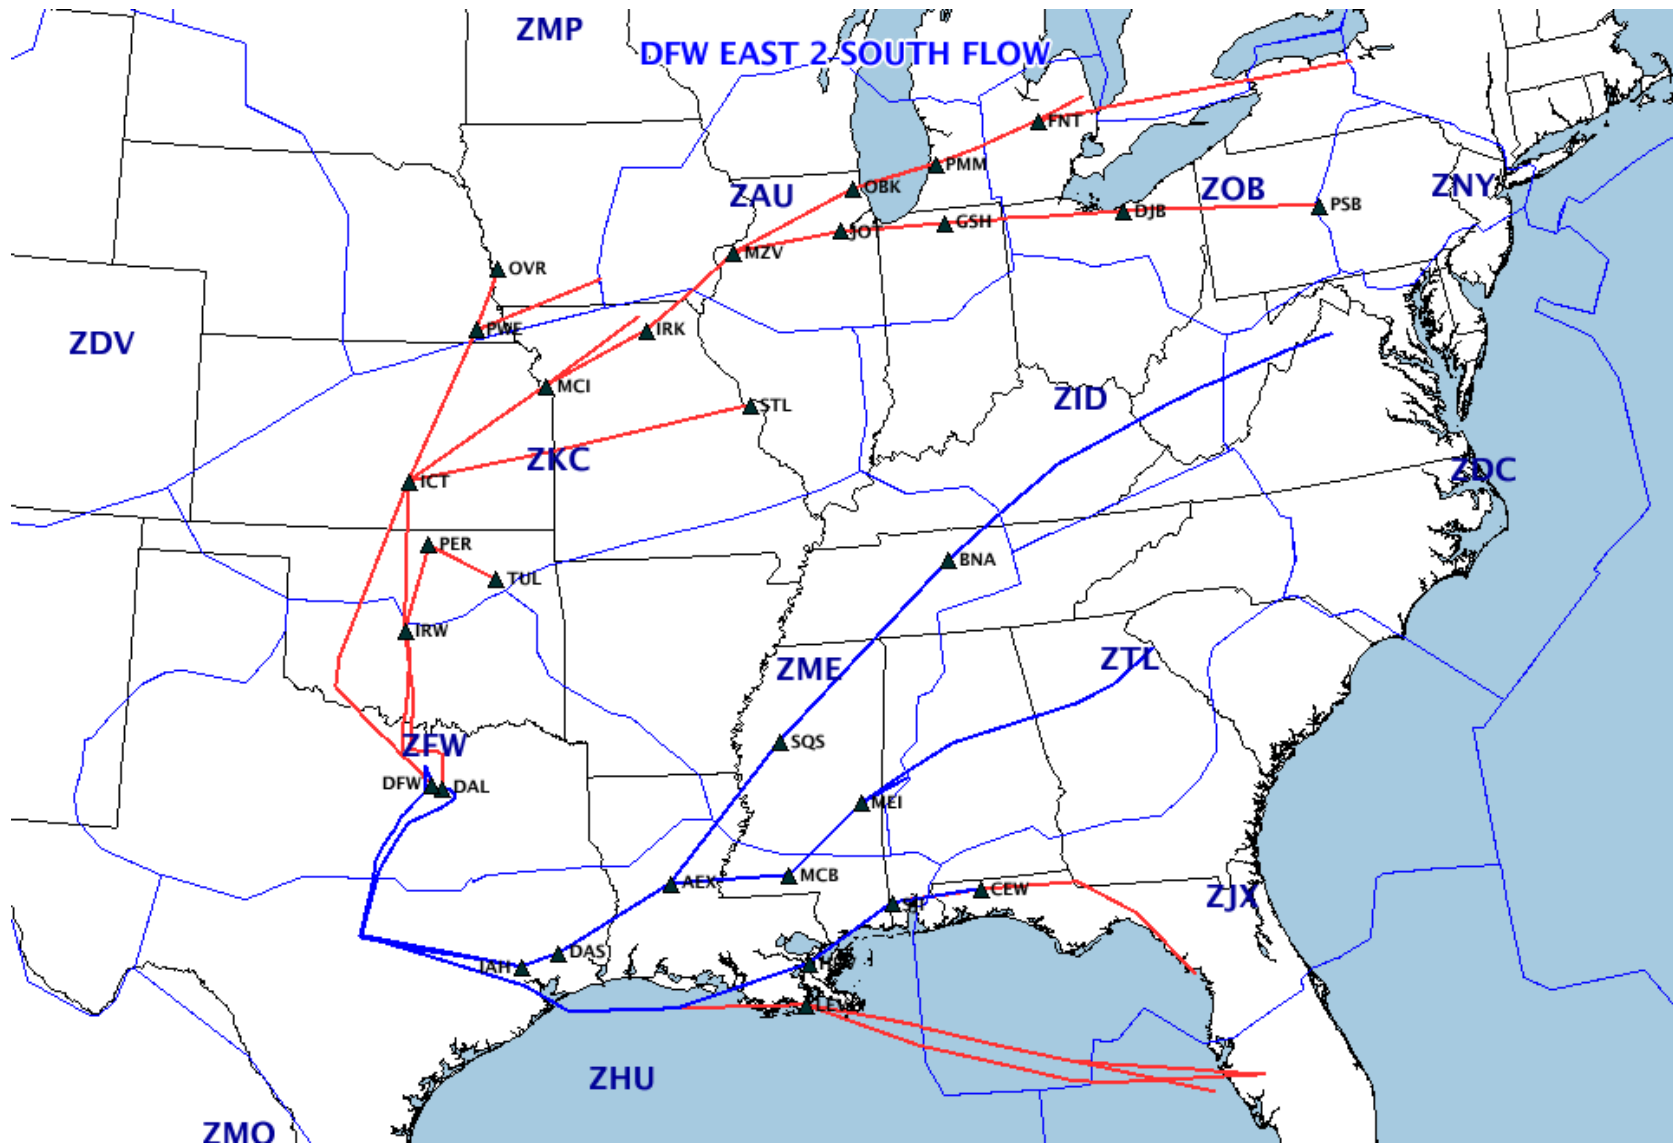 ZMP
DFW EAST 2 SOUTH FLOW
FNT
PMM
OBK
ZAU
ZOB
ZNY
PSB
DJB
GSH
JOT
MZV
OVR
PWE
IRK
ZDV
MCI
STL
ZID
ZKC
ICT
ZDC
PER
TUL
BNA
IRW
ZME
ZTL
SQS
ZFW
DFW
DAL
MEI
AEX
MCB
CEW
ZJX
DAS
IAH
LEV
ZHU
ZMO